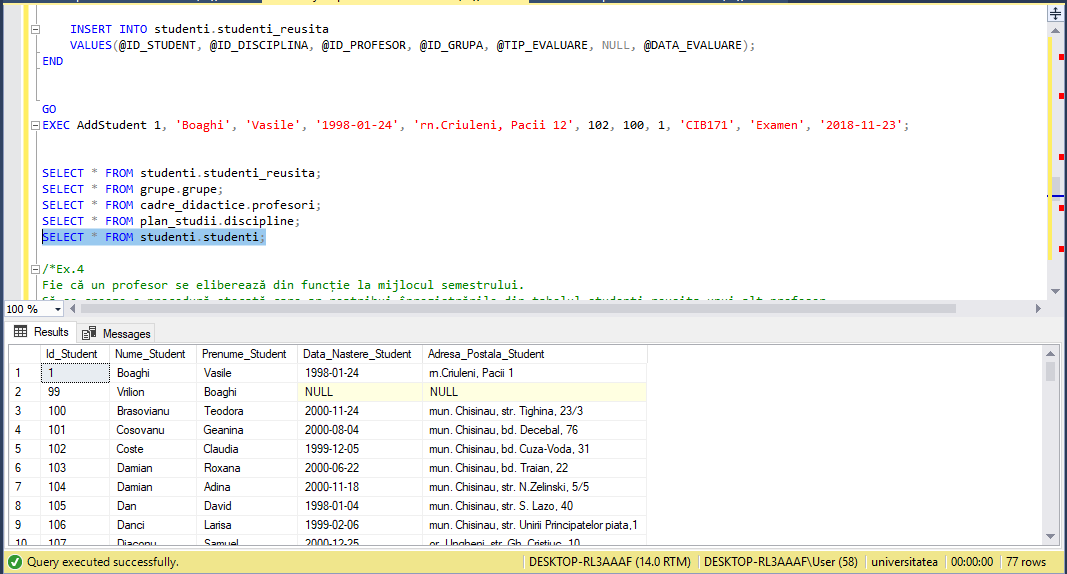 INSERT INTO studenti.studenti_reusita
VALUES(@ID_STUDENT, @ID_DISCIPLINA, @ID_PROFESOR, @ID_GRUPA, @TIP_EVALUARE, NULL, @DATA_EVALUARE);
END
GO
EXEC AddStudent 1, 'Boaghi', 'Vasile', '1998-01-24', 'rn.Criuleni, Pacii 12', 102, 100, 1, 'CIB171', 'Examen', '2018-11-23';
SELECT * FROM studenti.studenti_reusita;
SELECT * FROM grupe.grupe;
SELECT * FROM cadre_didactice.profesori;
SELECT * FROM plan_studii.discipline;
SELECT * FROM studenti.studenti;
/*Ex.4
Fie că un profesor se eliberează din funcție la mijlocul semestrului.
100 %
Results Messages
Id_Student Nume_Student Prenume_Student Data_Nastere_Student Adresa_Postala_Student
1 1 Boaghi Vasile 1998-01-24 rn.Criuleni, Pacii 1
2 99 Vrilion Boaghi NULL NULL
3 100 Brasovianu Teodora 2000-11-24 mun. Chisinau, str. Tighina, 23/3
4 101 Cosovanu Geanina 2000-08-04 mun. Chisinau, bd. Decebal, 76
5 102 Coste Claudia 1999-12-05 mun. Chisinau, bd. Cuza-Voda, 31
6 103 Damian Roxana 2000-06-22 mun. Chisinau, bd. Traian, 22
7 104 Damian Adina 2000-11-18 mun. Chisinau, str. N.Zelinski, 5/5
8 105 Dan David 1998-01-04 mun. Chisinau, str. S. Lazo, 40
9 106 Danci Larisa 1999-02-06 mun. Chisinau, str. Unirii Principatelor piata,1
10 107 Diaconu Samuel 2000-12-25 or. Ungheni, str. Gh. Cristiuc, 10
Query executed successfully. DESKTOP-RL3AAAF (14.0 RTM) DESKTOP-RL3AAAF\User (58) universitatea 00:00:00 77 rows